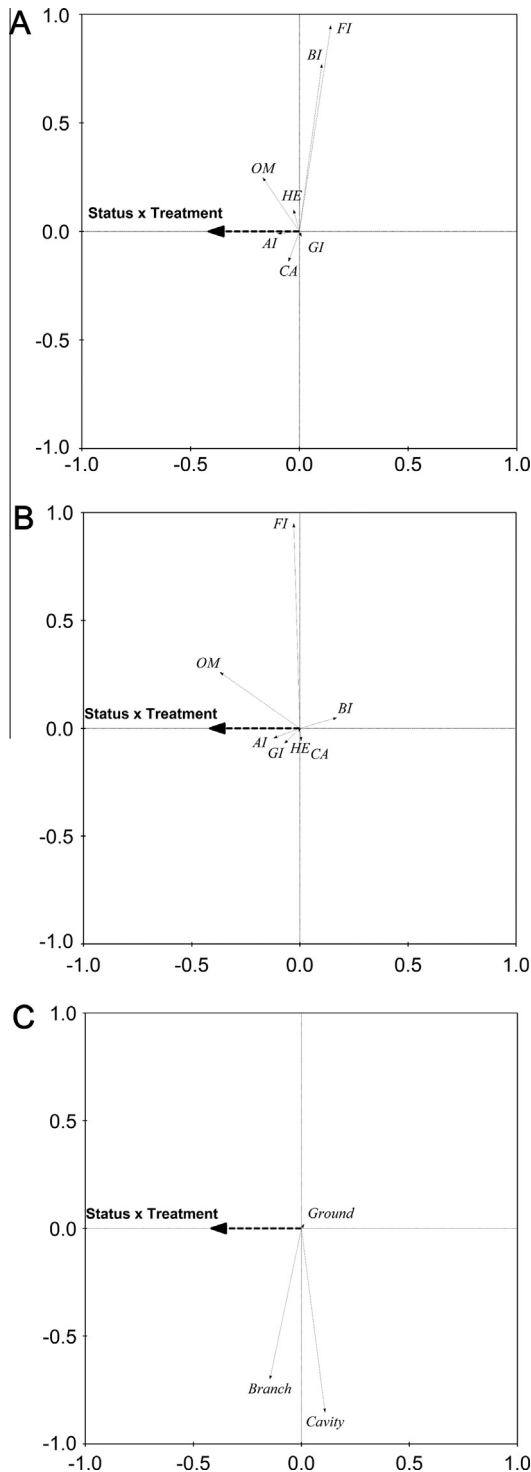 A
1.0
FI
BI
0.5
OM
HE
Status x Treatment
0.0
AI
GI
CA
-0.5
-1.0
-1.0 -0.5 0.0 0.5 1.0
B
1.0
FI
0.5
OM
Status x Treatment
BI
0.0
AI
GI HE CA
-0.5
-1.0
-1.0 -0.5 0.0 0.5 1.0
C
1.0
0.5
Status x Treatment
Ground
0.0
-0.5
Branch
Cavity
-1.0
-1.0 -0.5 0.0 0.5 1.0